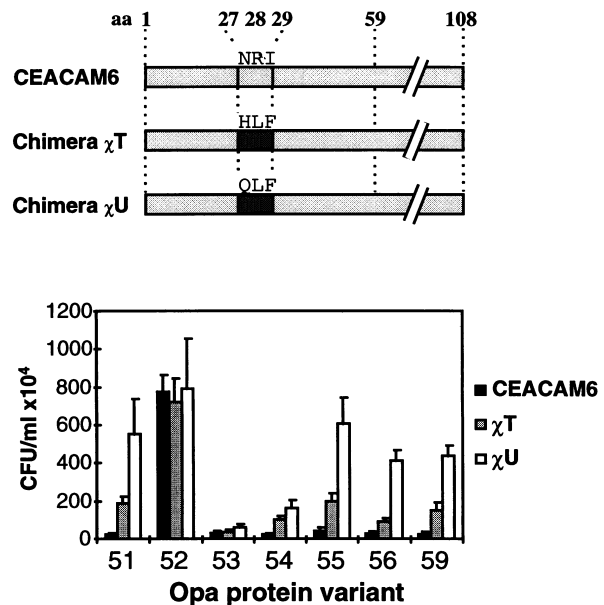 aa 1 27 28 29 59 108
NRI
CEACAM6
HLF
Chimera χT
QLF
Chimera χU
1200
1000
800
600
400
200
0
CFU/ml x10⁴
51 52 53 54 55 56 59
Opa protein variant
CEACAM6
χT
χU